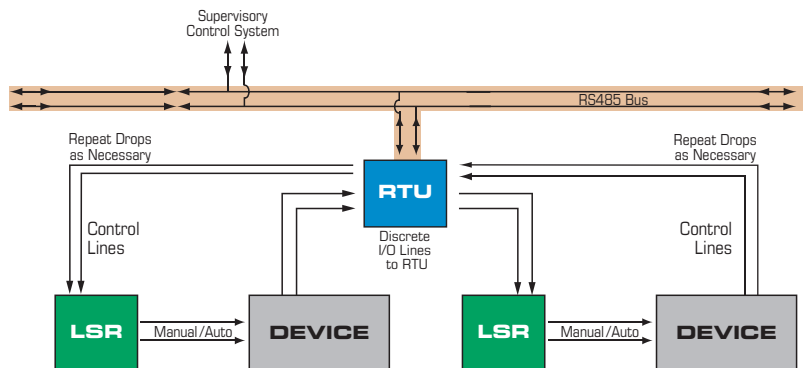 Supervisory
Control System
RS485 Bus
Repeat Drops
as Necessary
Repeat Drops
as Necessary
RTU
Control
Lines
Discrete
I/O Lines
to RTU
Control
Lines
LSR
Manual/Auto
DEVICE
LSR
Manual/Auto
DEVICE